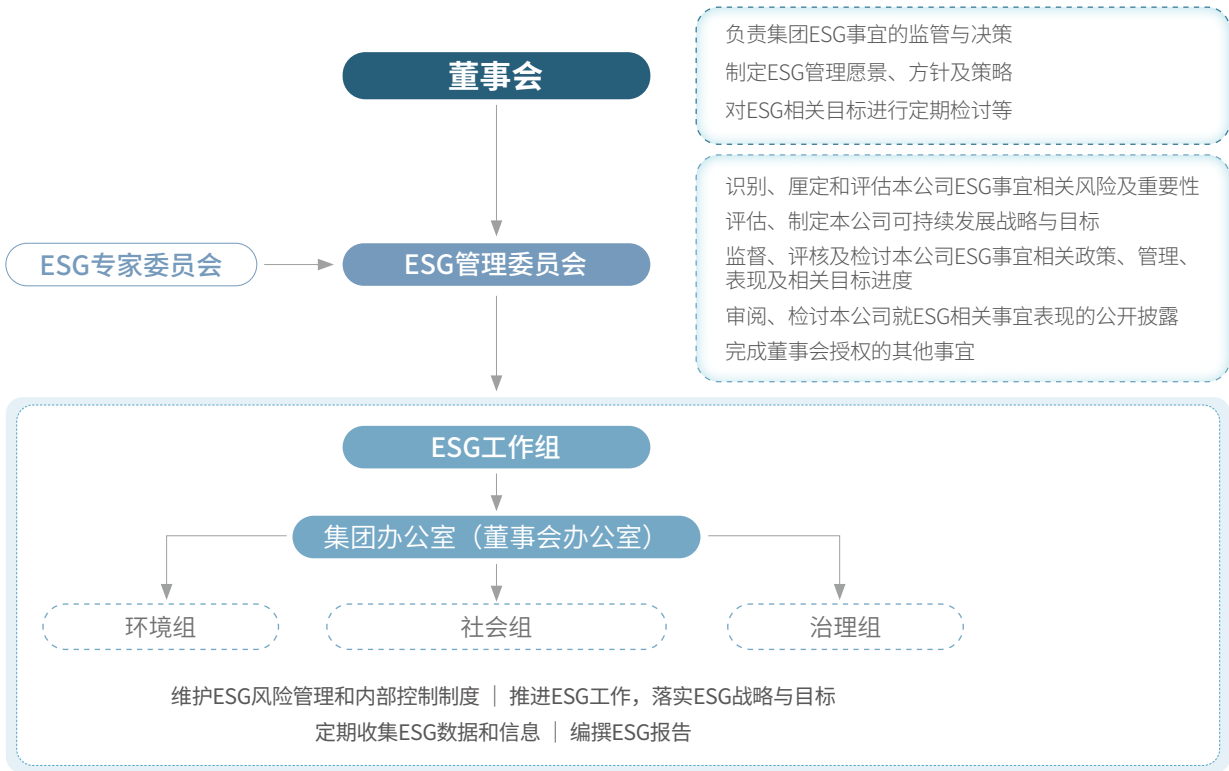 董事会
负责集团ESG事宜的监管与决策
制定ESG管理愿景、方针及策略
对ESG相关目标进行定期检讨等
ESG专家委员会
ESG管理委员会
识别、厘定和评估本公司ESG事宜相关风险及重要性
评估、制定本公司可持续发展战略与目标
监督、评核及检讨本公司ESG事宜相关政策、管理、
表现及相关目标进度
审阅、检讨本公司就ESG相关事宜表现的公开披露
完成董事会授权的其他事宜
ESG工作组
集团办公室（董事会办公室）
环境组
社会组
治理组
维护ESG风险管理和内部控制制度｜推进ESG工作，落实ESG战略与目标
定期收集ESG数据和信息｜编撰ESG报告